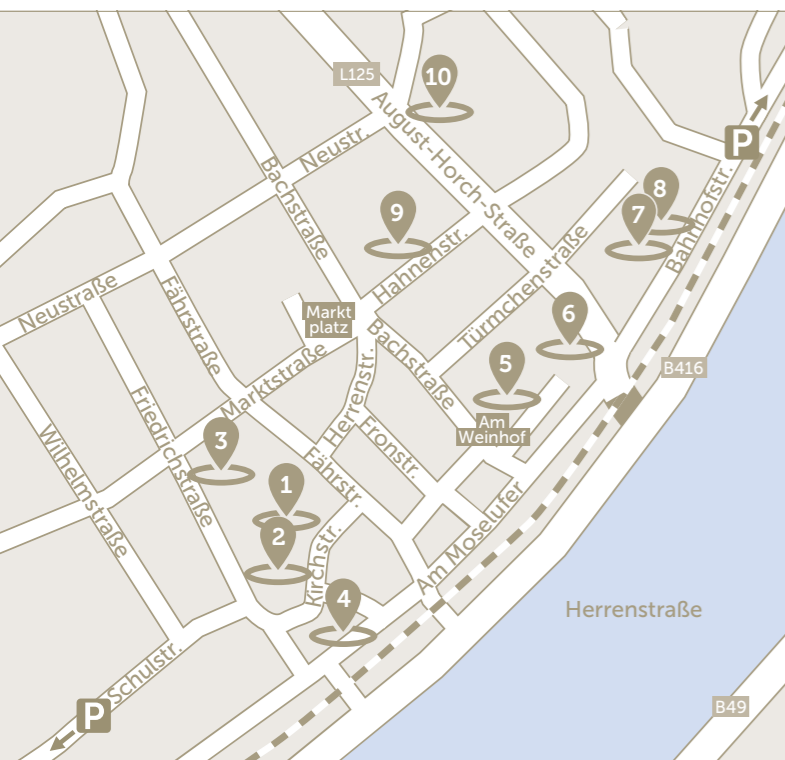 L125
10
P
August-Horch-Straße
Neustr.
Bachstraße
8
9
7
Bahnhofstr.
Hahnenstr.
Türmchenstraße
Neustraße
Fährstraße
Markt
platz
6
Bachstraße
B416
Marktstraße
Herrenstr.
5
Friedrichstraße
Am
Weinhof
3
Fronstr.
Wilhelmstraße
Fährstr.
1
2
Kirchstr.
Am Moselufer
4
Herrenstraße
Schulstr.
P
B49